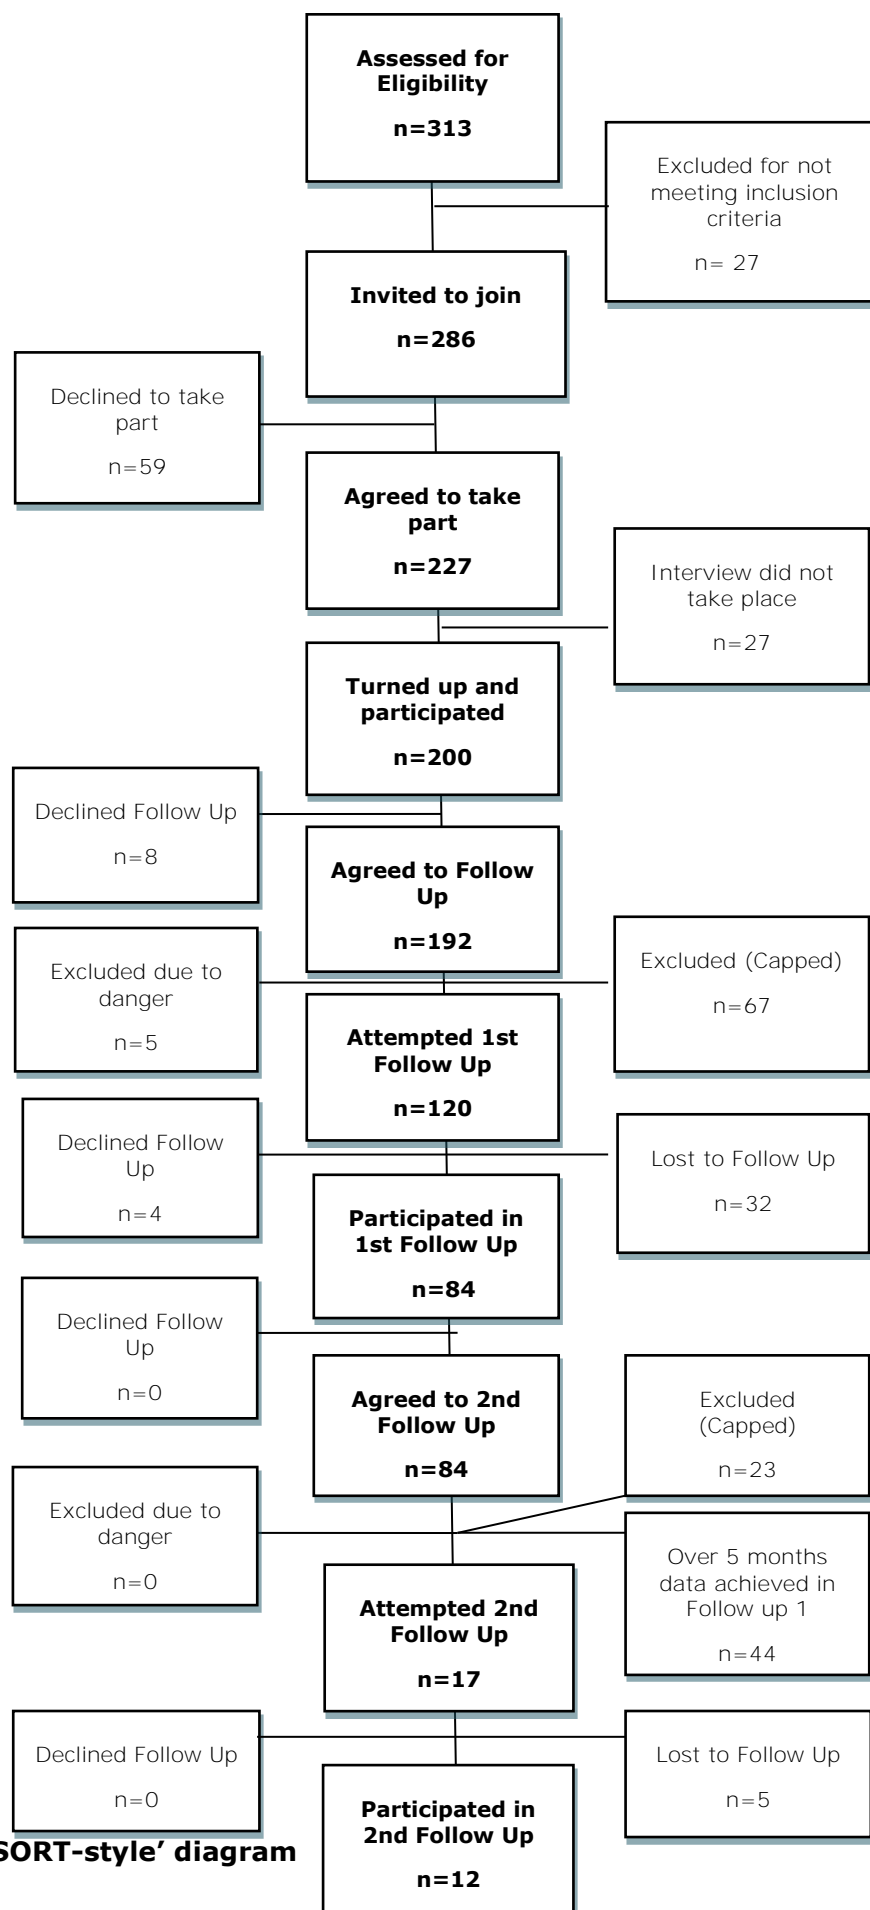 Assessed for
Eligibility
n=313
Excluded for not
meeting inclusion
criteria
n= 27
Invited to join
n=286
Declined to take
part
n=59
Agreed to take
part
n=227
Interview did not
take place
n=27
Turned up and
participated
n=200
Declined Follow Up
n=8
Agreed to Follow
Up
n=192
Excluded due to
danger
n=5
Excluded (Capped)
n=67
Attempted 1st
Follow Up
n=120
Declined Follow
Up
n=4
Lost to Follow Up
n=32
Participated in
1st Follow Up
n=84
Declined Follow
Up
n=0
Agreed to 2nd
Follow Up
n=84
Excluded
(Capped)
n=23
Excluded due to
danger
n=0
Over 5 months
data achieved in
Follow up 1
n=44
Attempted 2nd
Follow Up
n=17
Declined Follow Up
n=0
Lost to Follow Up
n=5
Participated in
2nd Follow Up
n=12
SORT-style’ diagram